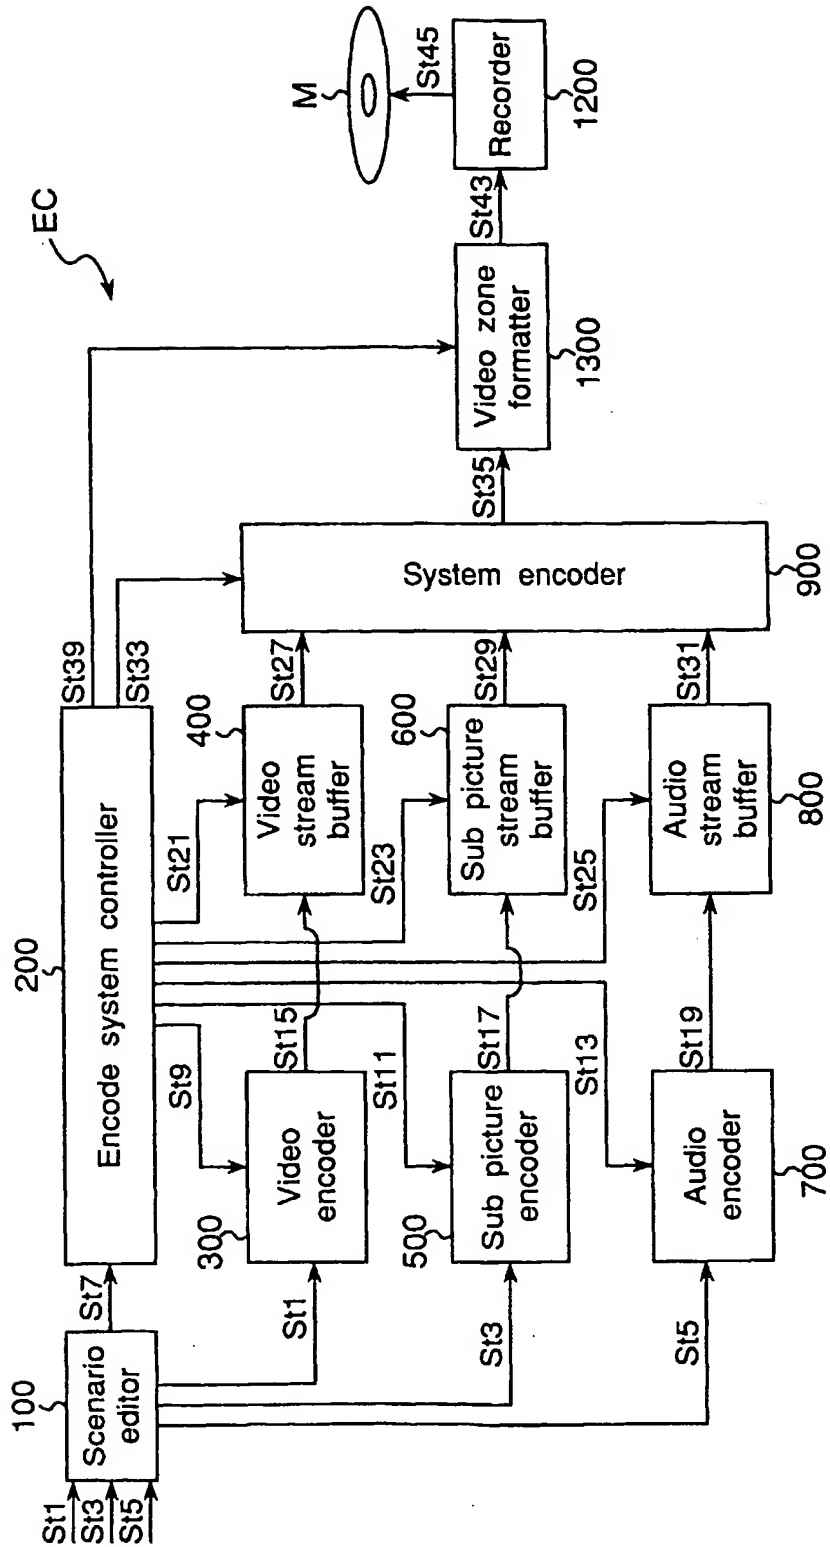 EC
St1
St3
St5
100
Scenario
editor
St7
200
Encode system controller
St39
St33
St9
St21
St1
300
Video
encoder
St15
400
Video
stream
buffer
St27
St11
St23
St3
500
Sub picture
encoder
St17
600
Sub picture
stream
buffer
St29
St13
St25
St5
Audio
encoder
700
St19
Audio
stream
buffer
800
St31
System encoder
900
St35
Video zone
formatter
1300
St43
Recorder
1200
St45
M